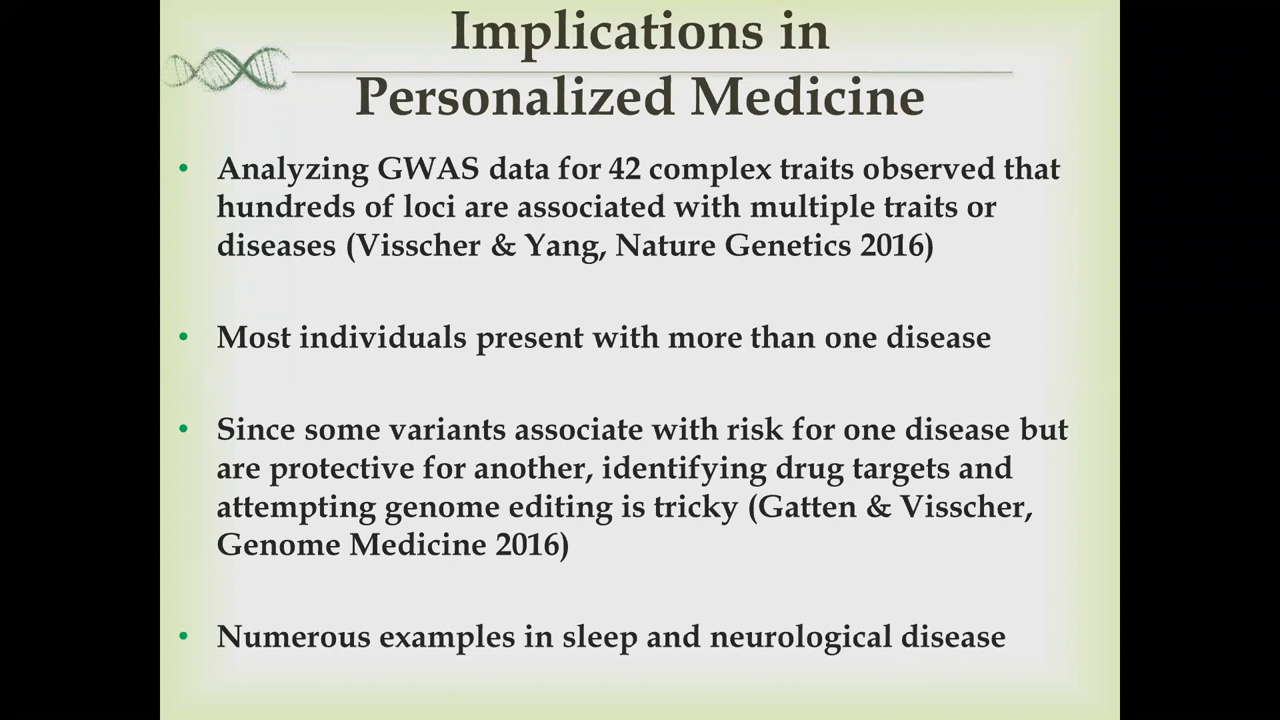 Implications in
Personalized Medicine
• Analyzing GWAS data for 42 complex traits observed that
hundreds of loci are associated with multiple traits or
diseases (Visscher & Yang, Nature Genetics 2016)
• Most individuals present with more than one disease
• Since some variants associate with risk for one disease but
are protective for another, identifying drug targets and
attempting genome editing is tricky (Gatten & Visscher,
Genome Medicine 2016)
• Numerous examples in sleep and neurological disease